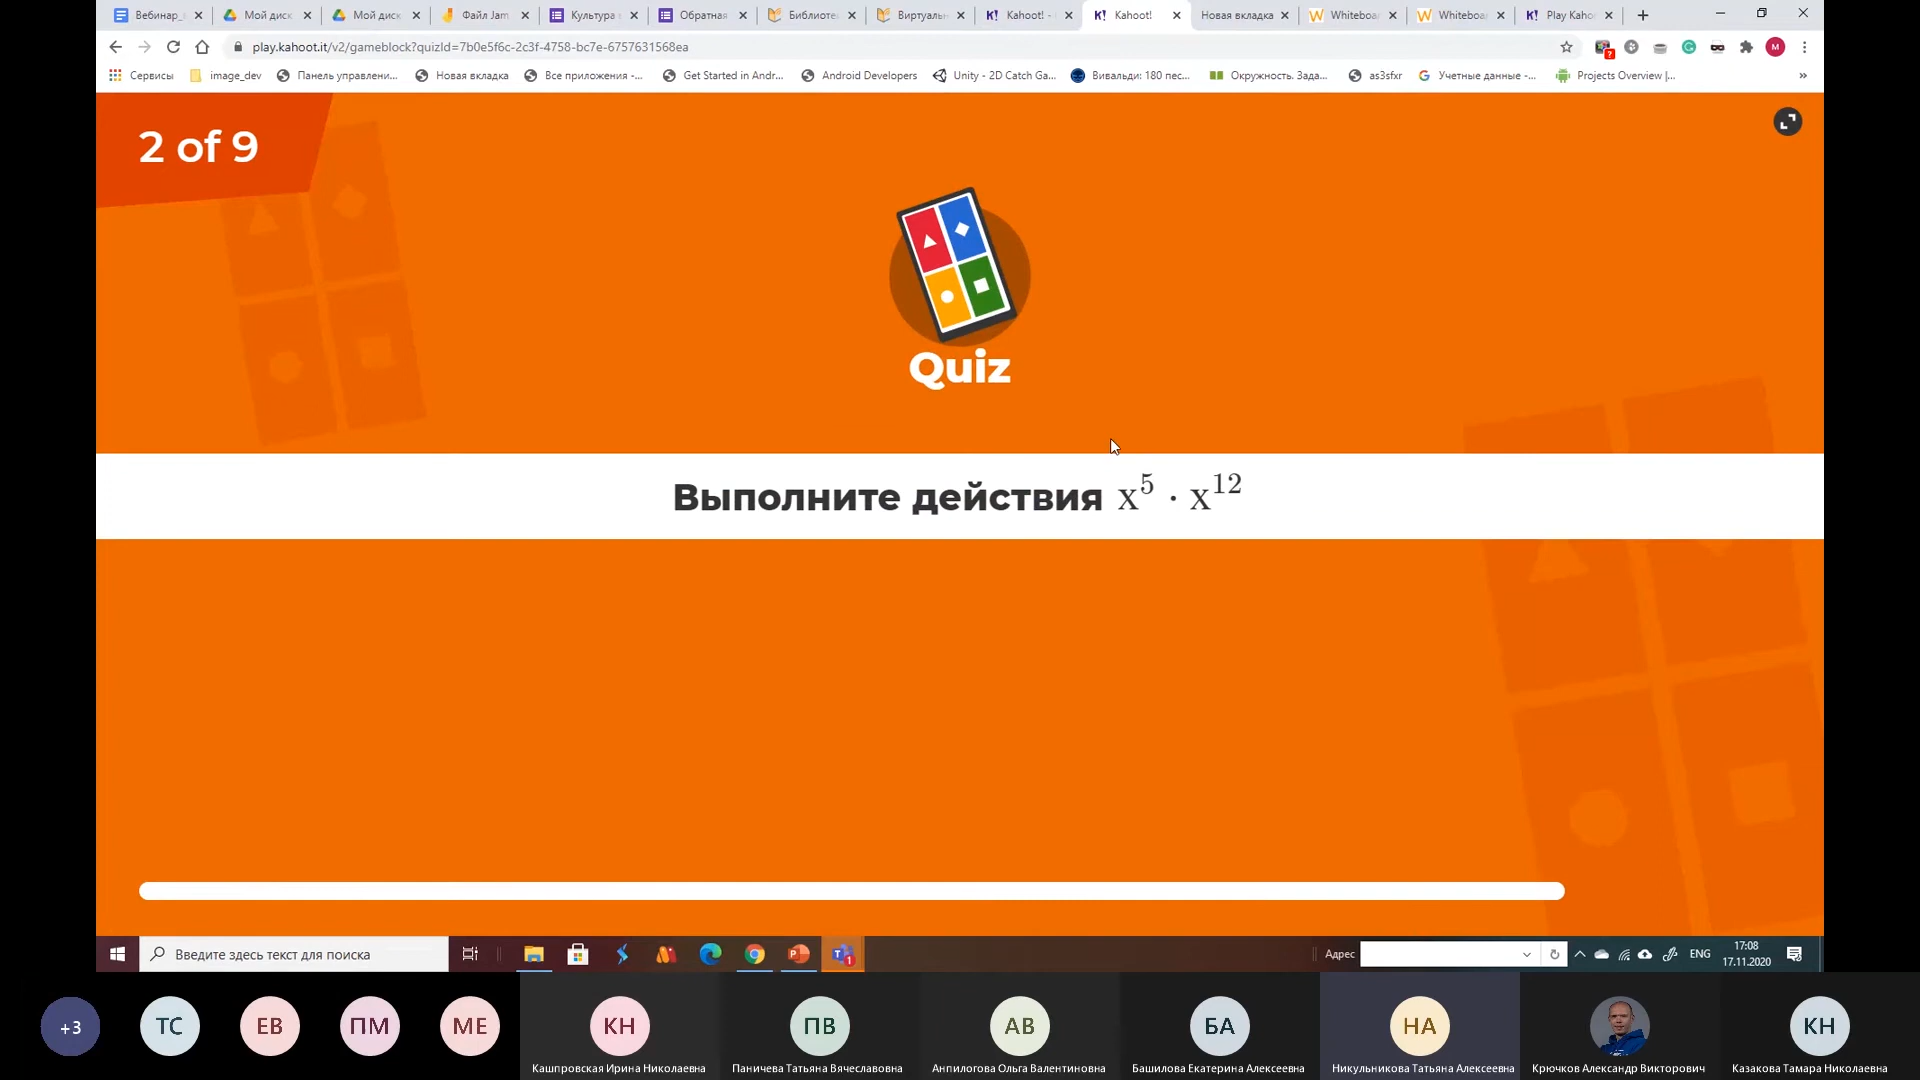 Вебинар_
Мой диск
Мой диск
Файл Jam
Культура
Обратная
Библиоте
Виртуаль
Kahoot! -
Kahoot!
Новая вкладка
Whiteboa
Whiteboa
Play Kaho
play.kahoot.it/v2/gameblock?quizId=7b0e5f6c-2c3f-4758-bc7e-6757631568ea
M
Сервисы
image_dev
Панель управлени...
Новая вкладка
Все приложения -...
Get Started in Andr...
Android Developers
Unity - 2D Catch Ga...
Вивальди: 180 пес...
Окружность. Зада...
as3sfxr
Учетные данные -...
Projects Overview |...
2 of 9
Quiz
Выполните действия x⁵ · x¹²
Введите здесь текст для поиска
Адрес
ENG
17:08
17.11.2020
+3
ТС
ЕВ
ПМ
МЕ
КН
ПВ
АВ
БА
НА
КН
Кашпровская Ирина Николаевна
Паничева Татьяна Вячеславовна
Анпилогова Ольга Валентиновна
Башилова Екатерина Алексеевна
Никульникова Татьяна Алексеевна
Крючков Александр Викторович
Казакова Тамара Николаевна